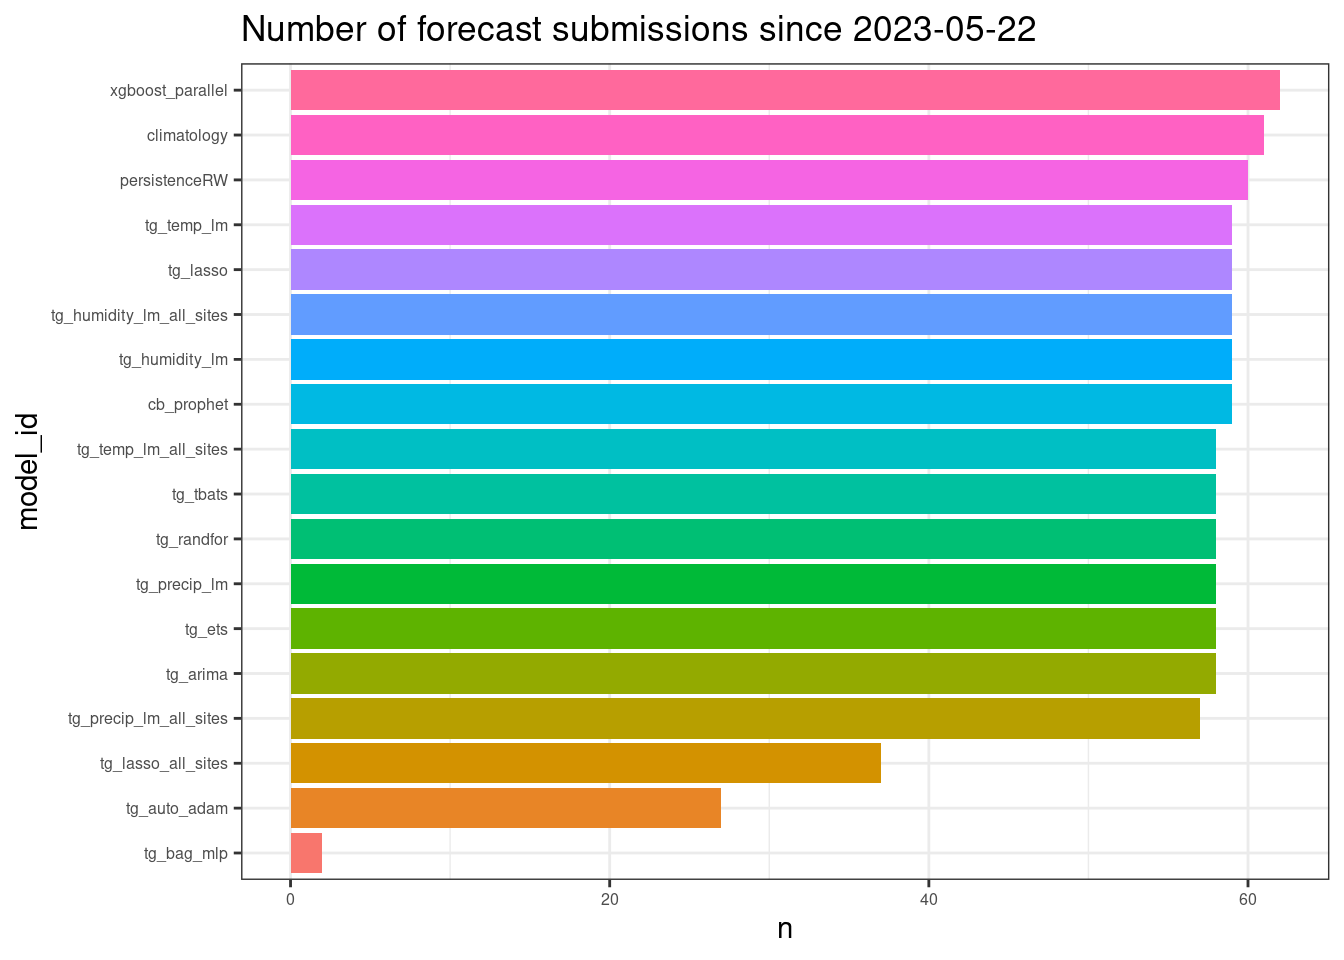 Number of forecast submissions since 2023-05-22
xgboost_parallel
climatology
persistenceRW
tg_temp_lm
tg_lasso
tg_humidity_lm_all_sites
tg_humidity_lm
cb_prophet
tg_temp_lm_all_sites
tg_tbats
tg_randfor
tg_precip_lm
tg_ets
tg_arima
tg_precip_lm_all_sites
tg_lasso_all_sites
tg_auto_adam
tg_bag_mlp
model_id
0 20 40 60
n